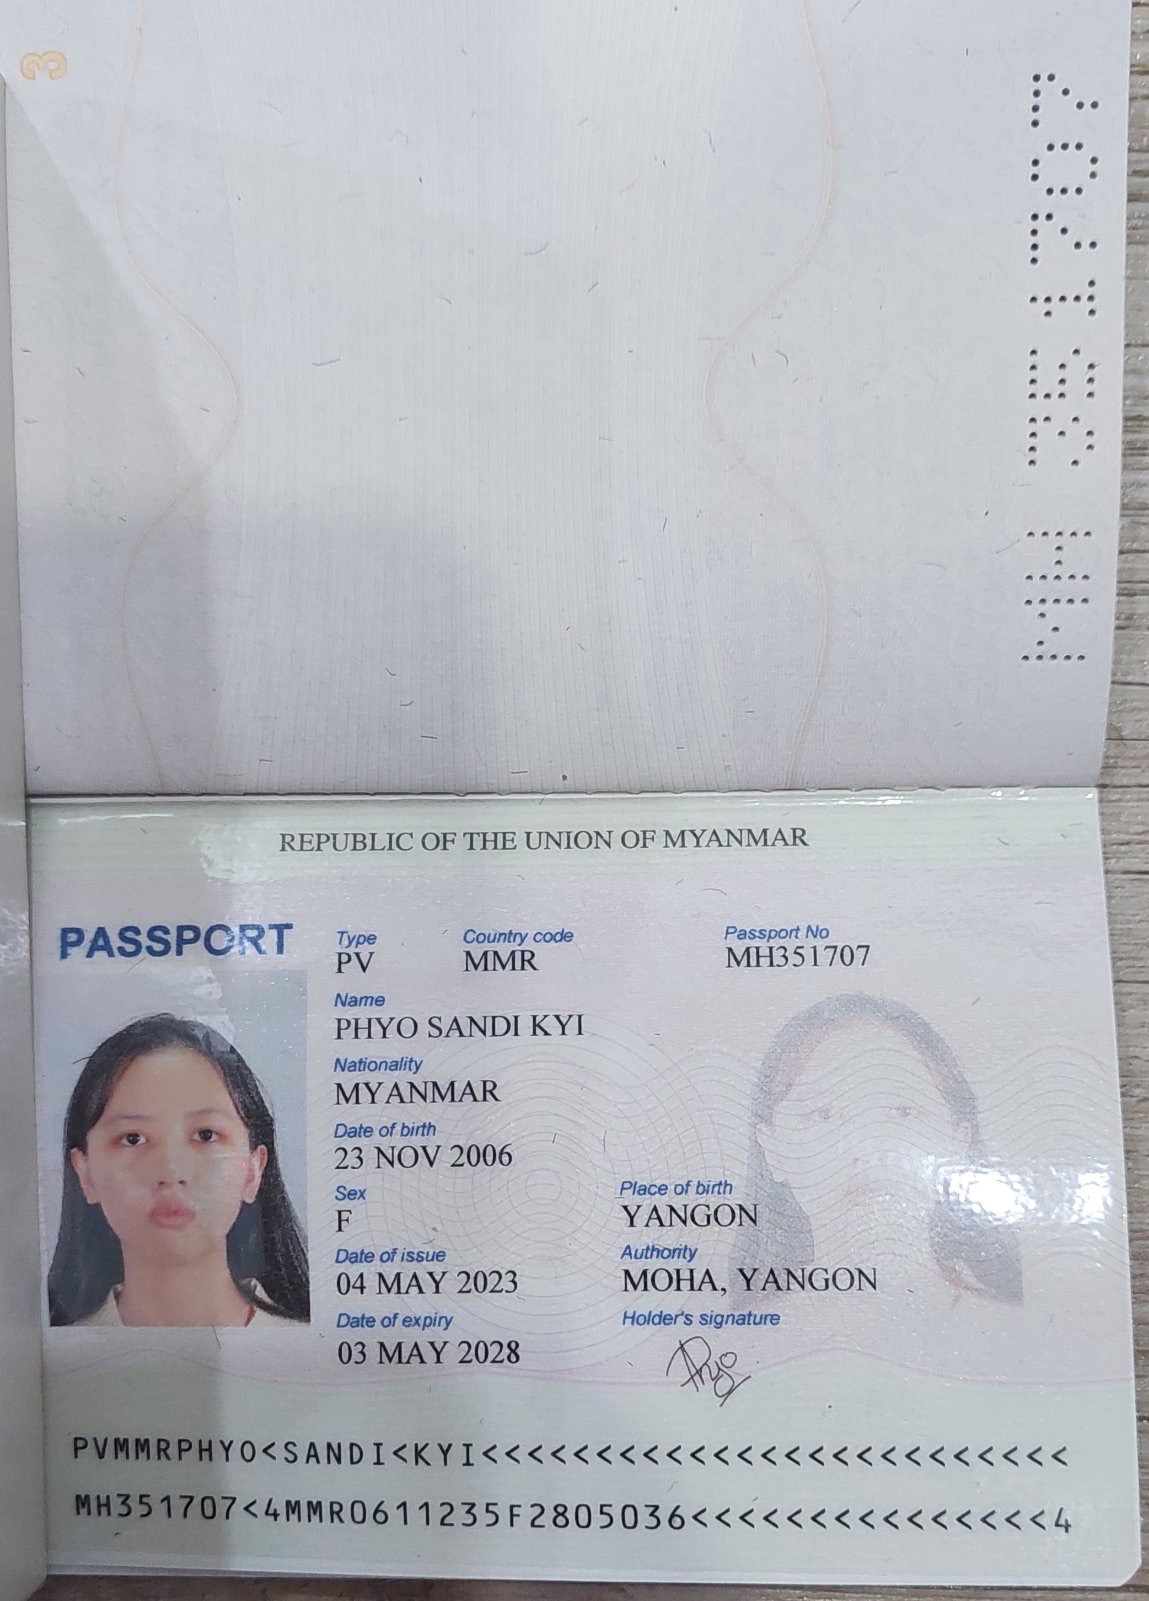 3
MH351707
REPUBLIC OF THE UNION OF MYANMAR
PASSPORT
Type Country code Passport No
PV MMR MH351707
Name
PHYO SANDI KYI
Nationality
MYANMAR
Date of birth
23 NOV 2006
Sex Place of birth
F YANGON
Date of issue Authority
04 MAY 2023 MOHA, YANGON
Date of expiry Holder's signature
03 MAY 2028 Phyo
PVMMRPHYO<SANDI<KYI<<<<<<<<<<<<<<<<<<<<<<<<<
MH351707<4MMR0611235F2805036<<<<<<<<<<<<<<<4